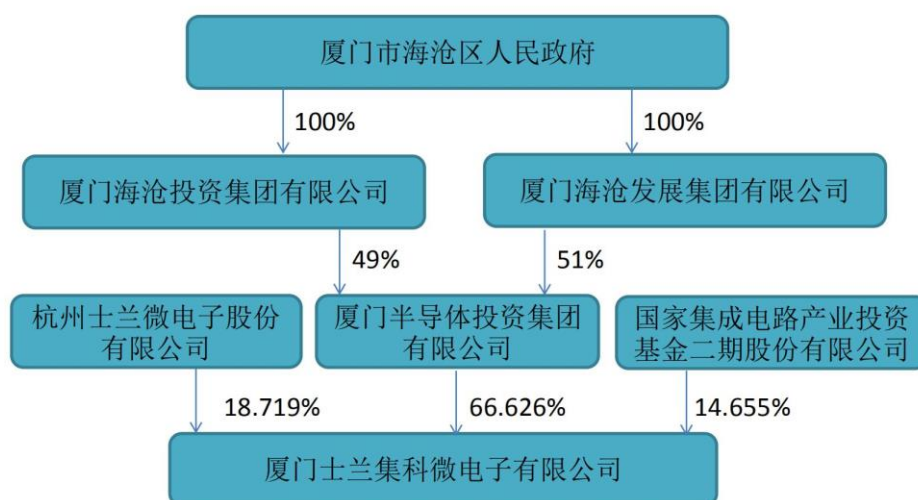 厦门市海沧区人民政府
100%
100%
厦门海沧投资集团有限公司
厦门海沧发展集团有限公司
49%
51%
杭州士兰微电子股份
有限公司
厦门半导体投资集团
有限公司
国家集成电路产业投资
基金二期股份有限公司
18.719%
66.626%
14.655%
厦门士兰集科微电子有限公司